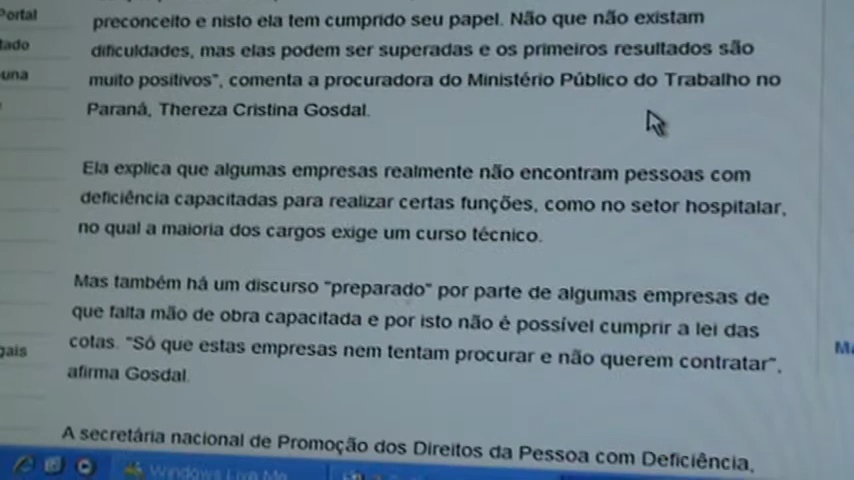 Portal
preconceito e nisto ela tem cumprido seu papel. Não que não existam
dificuldades, mas elas podem ser superadas e os primeiros resultados são
muito positivos", comenta a procuradora do Ministério Público do Trabalho no
Paraná, Thereza Cristina Gosdal.
Ela explica que algumas empresas realmente não encontram pessoas com
deficiência capacitadas para realizar certas funções, como no setor hospitalar,
no qual a maioria dos cargos exige um curso técnico.
Mas também há um discurso "preparado" por parte de algumas empresas de
que falta mão de obra capacitada e por isto não é possível cumprir a lei das
cotas. "Só que estas empresas nem tentam procurar e não querem contratar",
afirma Gosdal.
A secretária nacional de Promoção dos Direitos da Pessoa com Deficiência,
Windows Live Me